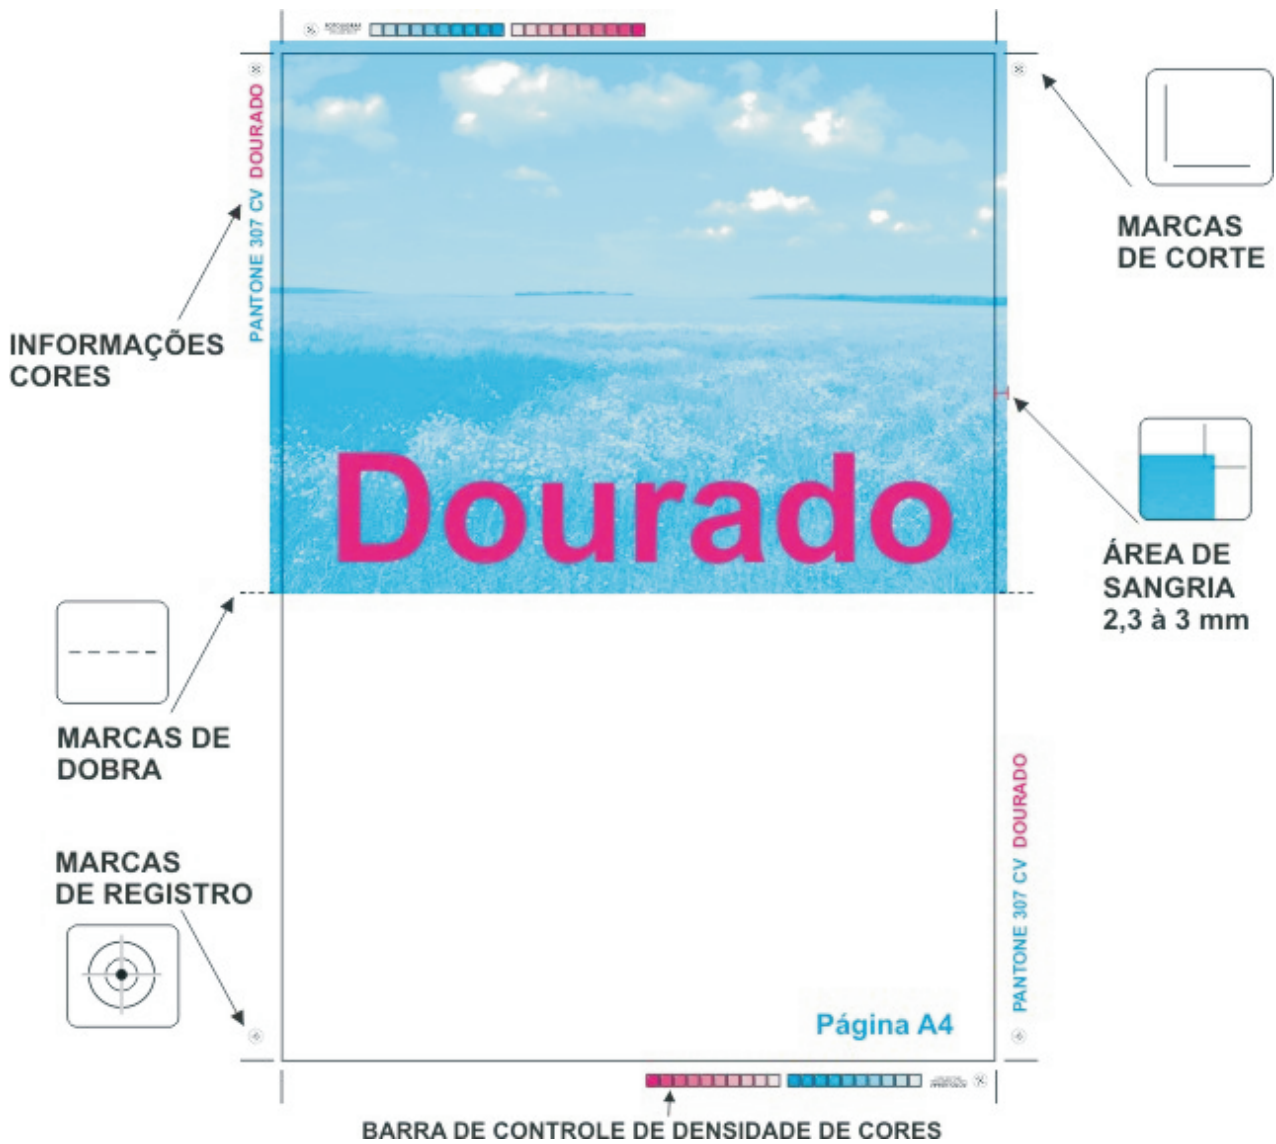 PANTONE 307 CV DOURADO
MARCAS
DE CORTE
INFORMAÇÕES
CORES
Dourado
ÁREA DE
SANGRIA
2,3 à 3 mm
MARCAS DE
DOBRA
MARCAS
DE REGISTRO
PANTONE 307 CV DOURADO
Página A4
BARRA DE CONTROLE DE DENSIDADE DE CORES